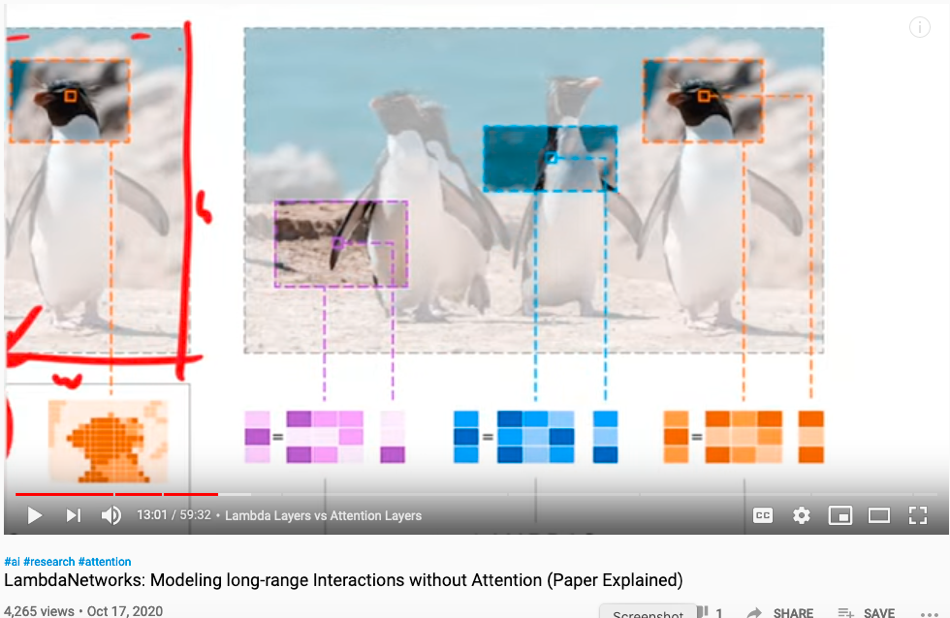 h
w
=
=
=
13:01 / 59:32 • Lambda Layers vs Attention Layers
CC
#ai #research #attention
LambdaNetworks: Modeling long-range Interactions without Attention (Paper Explained)
4,265 views • Oct 17, 2020
Screenshot
1
SHARE
SAVE